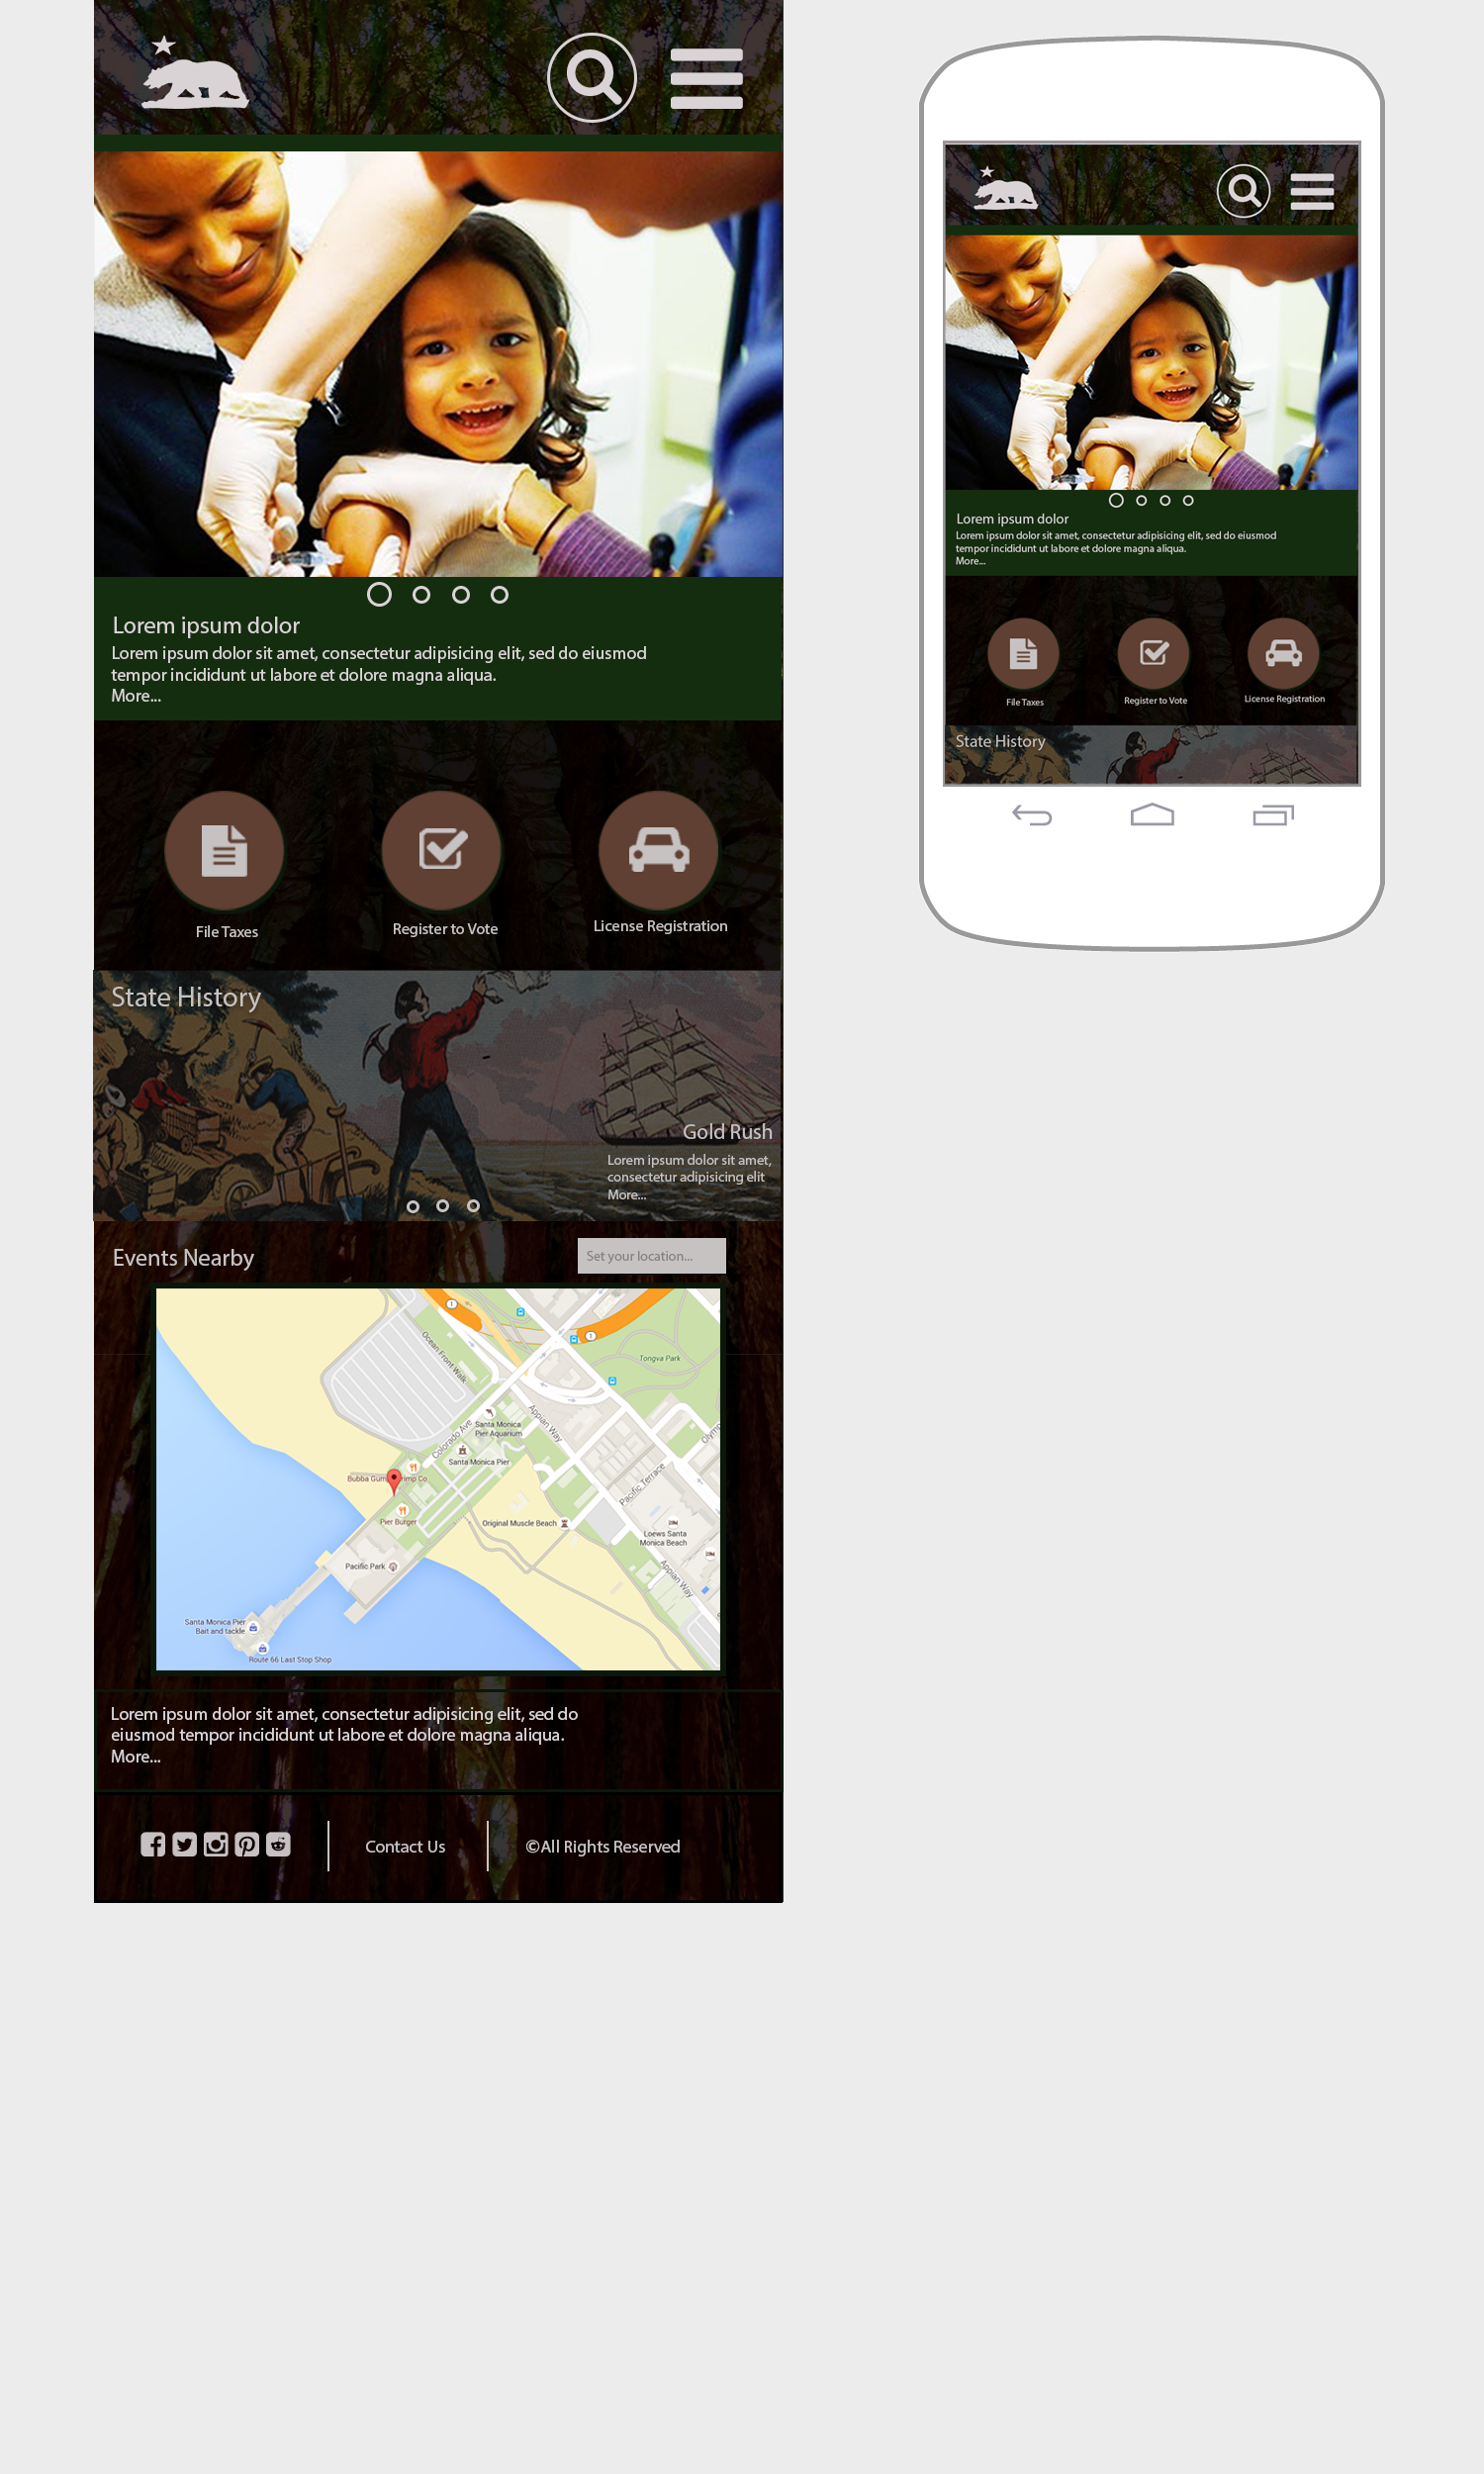 Lorem ipsum dolor
Lorem ipsum dolor sit amet, consectetur adipisicing elit, sed do eiusmod
tempor incididunt ut labore et dolore magna aliqua.
More...
File Taxes
Register to Vote
License Registration
State History
Gold Rush
Lorem ipsum dolor sit amet,
consectetur adipisicing elit
More...
Events Nearby
Set your location...
1
1
Ocean Front Walk
Tongva Park
Colorado Ave
Santa Monica
Pier Aquarium
Appian Way
Olymp
Santa Monica Pier
Bubba Gump Shrimp Co
Pacific Terrace
Pier Burger
Original Muscle Beach
Loews Santa
Monica Beach
Pacific Park
Appian Way
Santa Monica Pier
Bait and tackle
Route 66 Last Stop Shop
Lorem ipsum dolor sit amet, consectetur adipisicing elit, sed do
eiusmod tempor incididunt ut labore et dolore magna aliqua.
More...
Contact Us
©All Rights Reserved
Lorem ipsum dolor
Lorem ipsum dolor sit amet, consectetur adipisicing elit, sed do eiusmod
tempor incididunt ut labore et dolore magna aliqua.
More...
File Taxes
Register to Vote
License Registration
State History